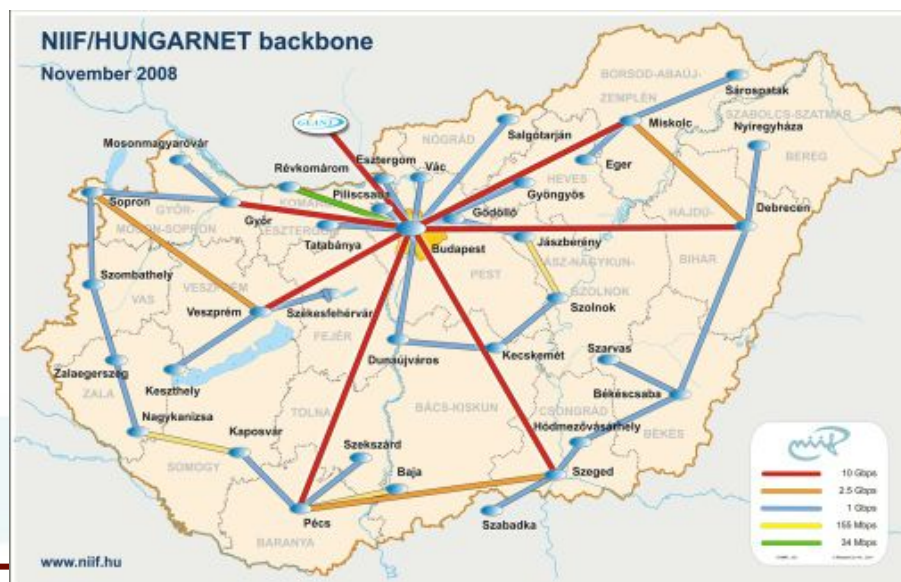 NIIF/HUNGARNET backbone
November 2008
BORSOD-ABAÚJ-
ZEMPLÉN
Sárospatak
SZABOLCS-SZATMÁR
GÉANT
NÓGRÁD
Salgótarján
Miskolc
Nyíregyháza
Mosonmagyaróvár
Esztergom
Vác
Révkomárom
Eger
BEREG
HEVES
Piliscsaba
Gyöngyös
Sopron
KOMÁROM
GYŐR-
Gödöllő
HAJDÚ-
Debrecen
MOSON-SOPRON
Győr
ESZTERGOM
Tatabánya
Budapest
Jászberény
PEST
JÁSZ-NAGYKUN-
BIHAR
Szombathely
VESZPRÉM
VAS
SZOLNOK
Veszprém
Székesfehérvár
Szolnok
FEJÉR
Zalaegerszeg
Dunaújváros
Kecskemét
Szarvas
ZALA
Keszthely
Békéscsaba
Nagykanizsa
TOLNA
BÁCS-KISKUN
CSONGRÁD
Kaposvár
Hódmezővásárhely
BÉKÉS
Szekszárd
SOMOGY
Baja
Szeged
niif
10 Gbps
2.5 Gbps
Pécs
Szabadka
1 Gbps
155 Mbps
BARANYA
34 Mbps
www.niif.hu